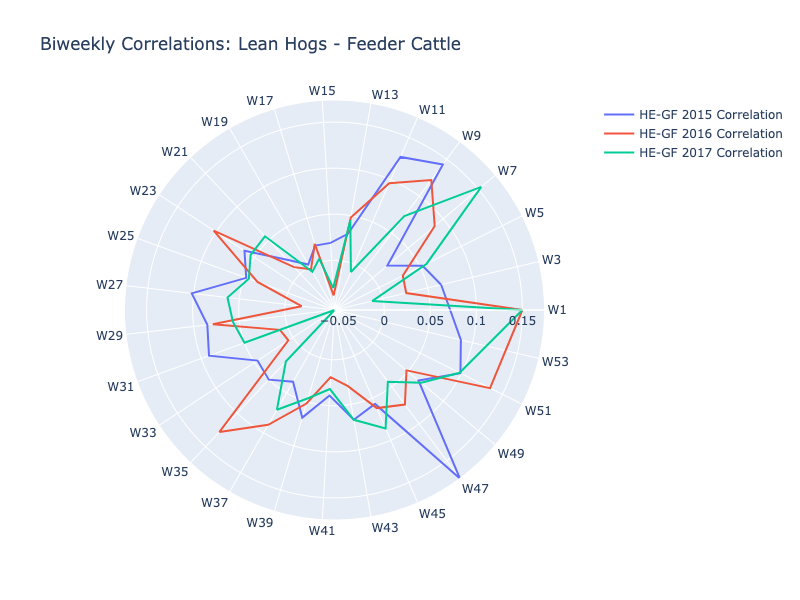 Biweekly Correlations: Lean Hogs - Feeder Cattle
HE-GF 2015 Correlation
HE-GF 2016 Correlation
HE-GF 2017 Correlation
W15
W13
W17
W11
W19
W9
W21
W7
W23
W5
W25
W3
W27
W1
−0.05
0
0.05
0.1
0.15
W29
W53
W31
W51
W33
W49
W35
W47
W37
W45
W39
W43
W41